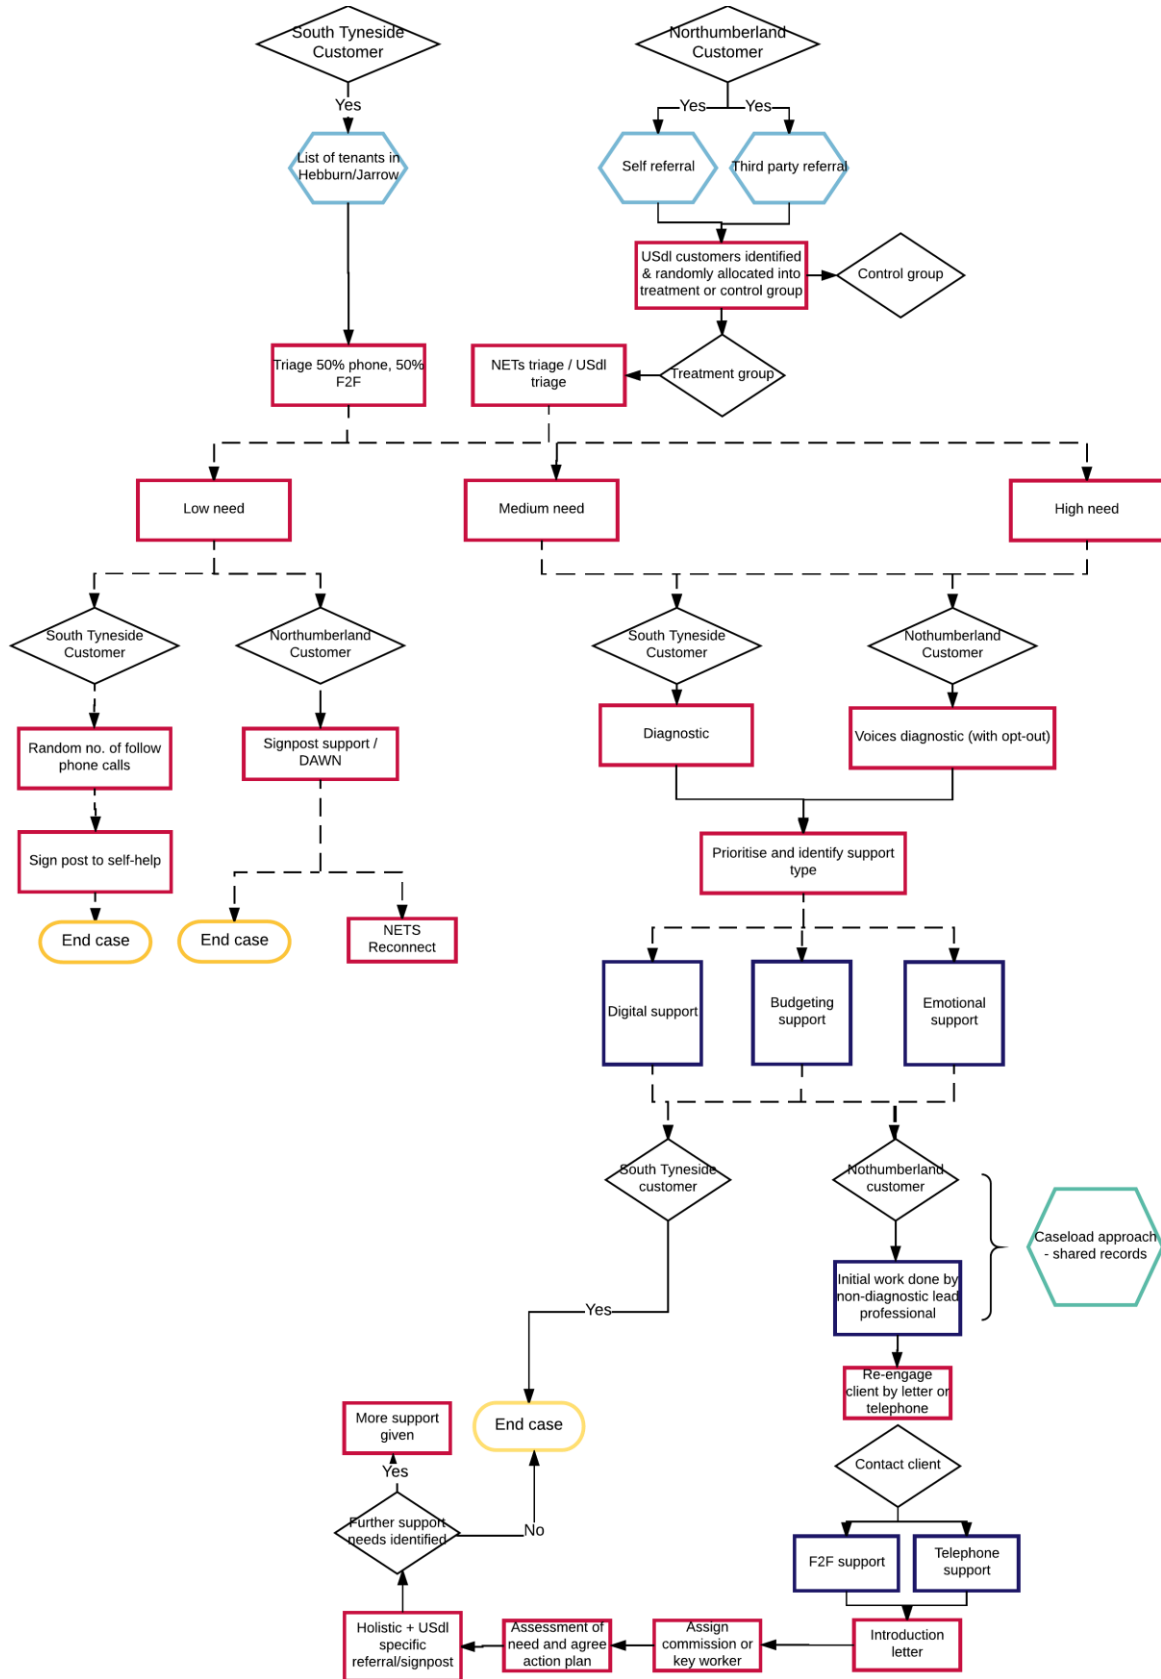 South Tyneside
Customer
Northumberland
Customer
Yes
Yes
Yes
List of tenants in
Hebburn/Jarrow
Self referral
Third party referral
USdl customers identified
& randomly allocated into
treatment or control group
Control group
Triage 50% phone, 50%
F2F
NETs triage / USdl
triage
Treatment group
Low need
Medium need
High need
South Tyneside
Customer
Northumberland
Customer
South Tyneside
Customer
Nothumberland
Customer
Random no. of follow
phone calls
Signpost support /
DAWN
Diagnostic
Voices diagnostic (with opt-out)
Sign post to self-help
Prioritise and identify support
type
End case
End case
NETS
Reconnect
Digital support
Budgeting
support
Emotional
support
South Tyneside
customer
Nothumberland
customer
Caseload approach
- shared records
Initial work done by
non-diagnostic lead
professional
Yes
Re-engage
client by letter or
telephone
More support
given
End case
Contact client
Yes
Further support
needs identified
No
F2F support
Telephone
support
Holistic + USdl
specific
referral/signpost
Assessment of
need and agree
action plan
Assign
commission or
key worker
Introduction
letter